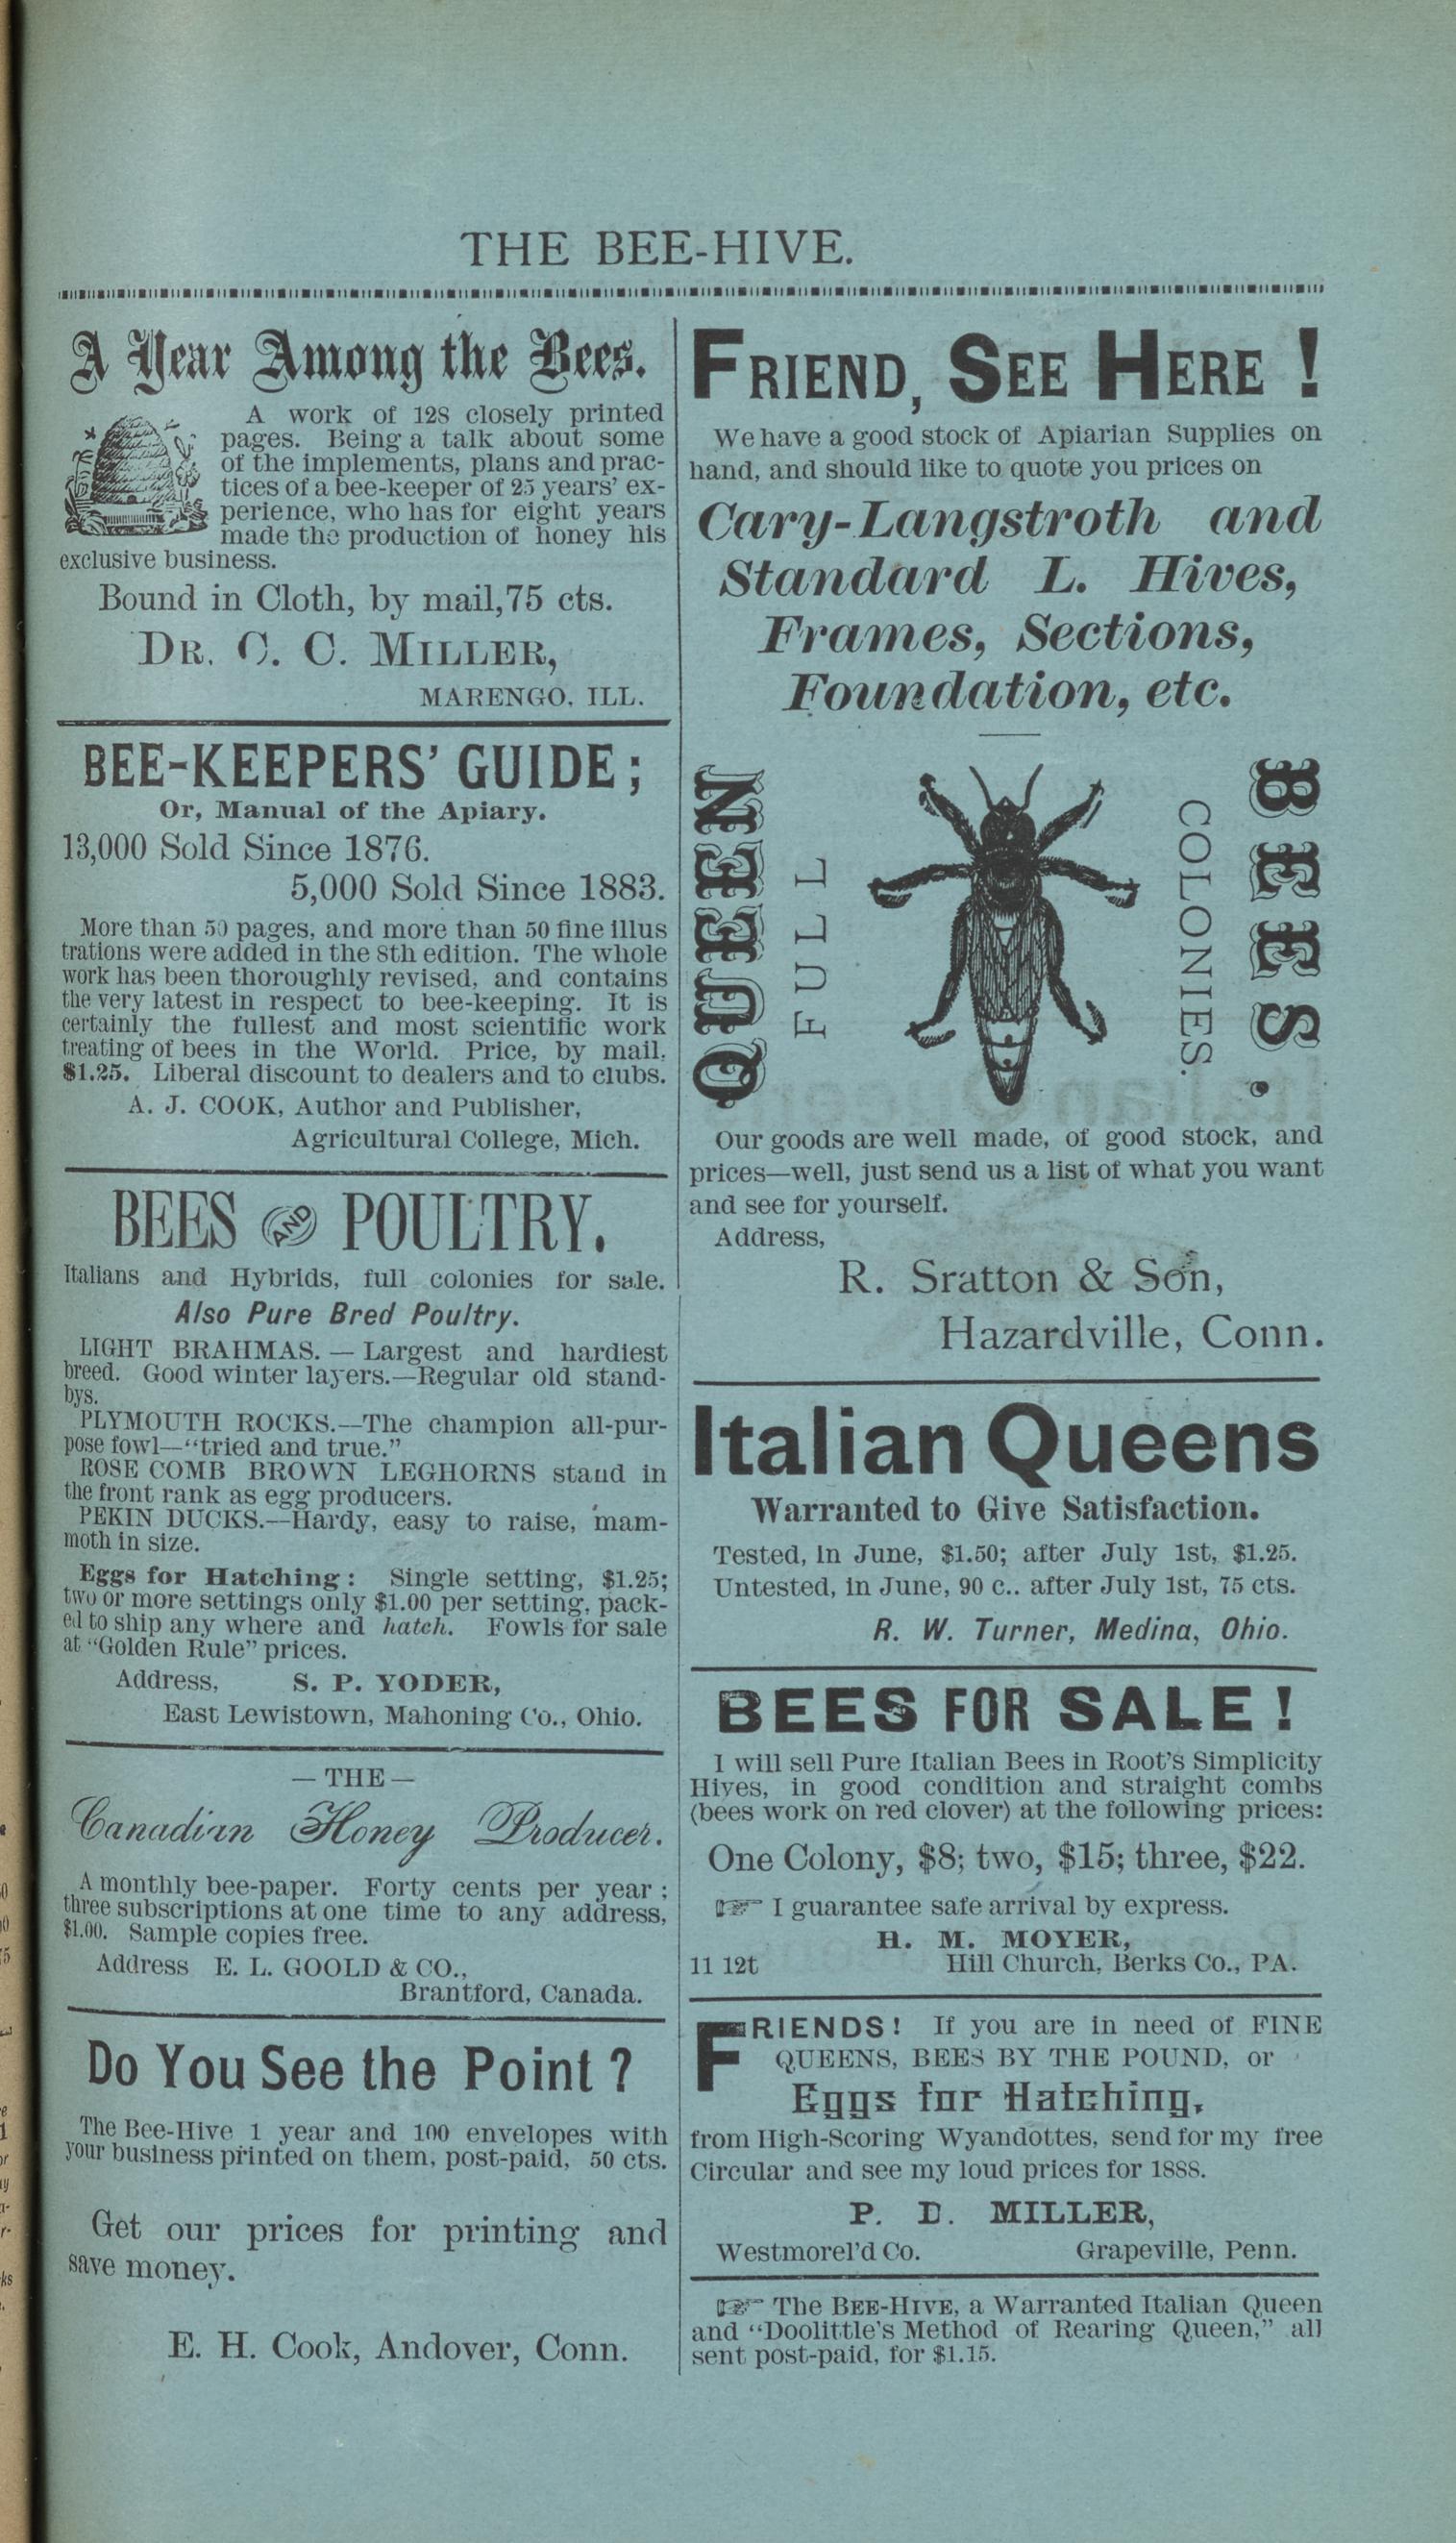 THE BEE-HIVE.
A Year Among the Bees.
A work of 128 closely printed
pages. Being a talk about some
of the implements, plans and prac-
tices of a bee-keeper of 25 years' ex-
perience, who has for eight years
made the production of honey his
exclusive business.
Bound in Cloth, by mail, 75 cts.
DR. C. C. MILLER,
MARENGO, ILL.
BEE-KEEPERS' GUIDE;
Or, Manual of the Apiary.
13,000 Sold Since 1876.
5,000 Sold Since 1883.
More than 50 pages, and more than 50 fine illus
trations were added in the 8th edition. The whole
work has been thoroughly revised, and contains
the very latest in respect to bee-keeping. It is
certainly the fullest and most scientific work
treating of bees in the World. Price, by mail,
$1.25. Liberal discount to dealers and to clubs.
A. J. COOK, Author and Publisher,
Agricultural College, Mich.
BEES AND POULTRY.
Italians and Hybrids, full colonies for sale.
Also Pure Bred Poultry.
LIGHT BRAHMAS. — Largest and hardiest
breed. Good winter layers.—Regular old stand-
bys.
PLYMOUTH ROCKS.—The champion all-pur-
pose fowl—"tried and true."
ROSE COMB BROWN LEGHORNS stand in
the front rank as egg producers.
PEKIN DUCKS.—Hardy, easy to raise, mam-
moth in size.
Eggs for Hatching: Single setting, $1.25;
two or more settings only $1.00 per setting, pack-
ed to ship any where and hatch. Fowls for sale
at "Golden Rule" prices.
Address, S. P. YODER,
East Lewistown, Mahoning Co., Ohio.
— THE —
Canadian Honey Producer.
A monthly bee-paper. Forty cents per year;
three subscriptions at one time to any address,
$1.00. Sample copies free.
Address E. L. GOOLD & CO.,
Brantford, Canada.
Do You See the Point?
The Bee-Hive 1 year and 100 envelopes with
your business printed on them, post-paid, 50 cts.
Get our prices for printing and
save money.
E. H. Cook, Andover, Conn.
FRIEND, SEE HERE!
We have a good stock of Apiarian Supplies on
hand, and should like to quote you prices on
Cary-Langstroth and
Standard L. Hives,
Frames, Sections,
Foundation, etc.
QUEEN
FULL
COLONIES.
BEES.
Our goods are well made, of good stock, and
prices—well, just send us a list of what you want
and see for yourself.
Address,
R. Sratton & Son,
Hazardville, Conn.
Italian Queens
Warranted to Give Satisfaction.
Tested, in June, $1.50; after July 1st, $1.25.
Untested, in June, 90 c.. after July 1st, 75 cts.
R. W. Turner, Medina, Ohio.
BEES FOR SALE!
I will sell Pure Italian Bees in Root's Simplicity
Hives, in good condition and straight combs
(bees work on red clover) at the following prices:
One Colony, $8; two, $15; three, $22.
☞ I guarantee safe arrival by express.
H. M. MOYER,
11 12t Hill Church, Berks Co., PA.
FRIENDS! If you are in need of FINE
QUEENS, BEES BY THE POUND, or
Eggs for Hatching,
from High-Scoring Wyandottes, send for my free
Circular and see my loud prices for 1888.
P. D. MILLER,
Westmorel'd Co. Grapeville, Penn.
☞ The BEE-HIVE, a Warranted Italian Queen
and "Doolittle's Method of Rearing Queen," all
sent post-paid, for $1.15.